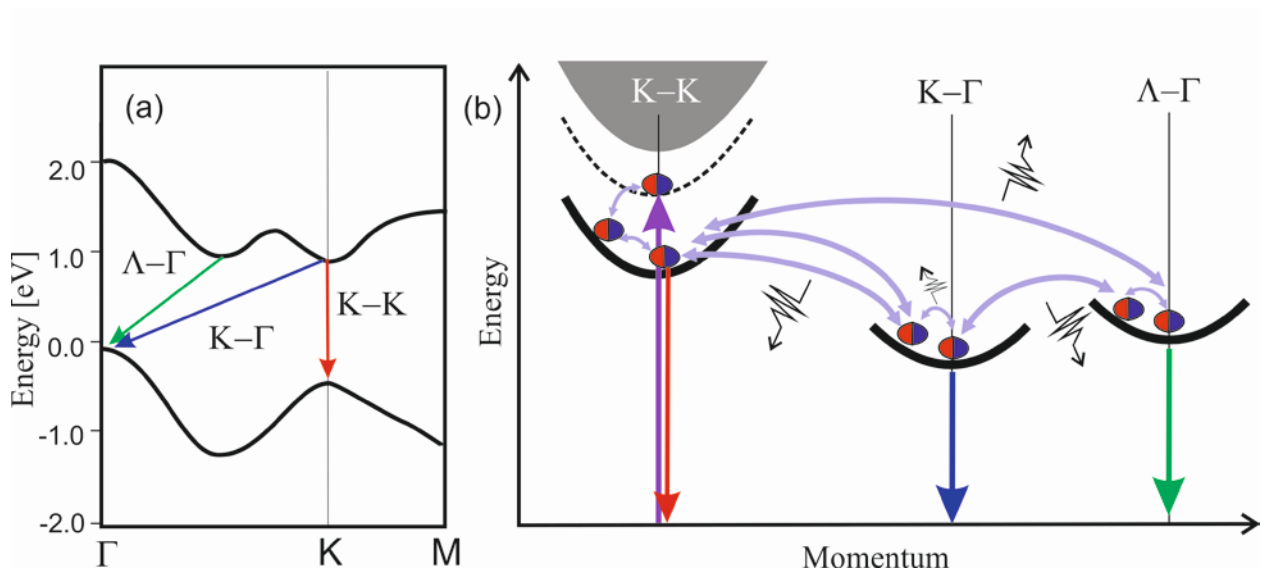 (a)
2.0
1.0
0.0
-1.0
-2.0
Energy [eV]
Λ–Γ
K–Γ
K–K
Γ
K
M
(b)
K–K
K–Γ
Λ–Γ
Energy
Momentum